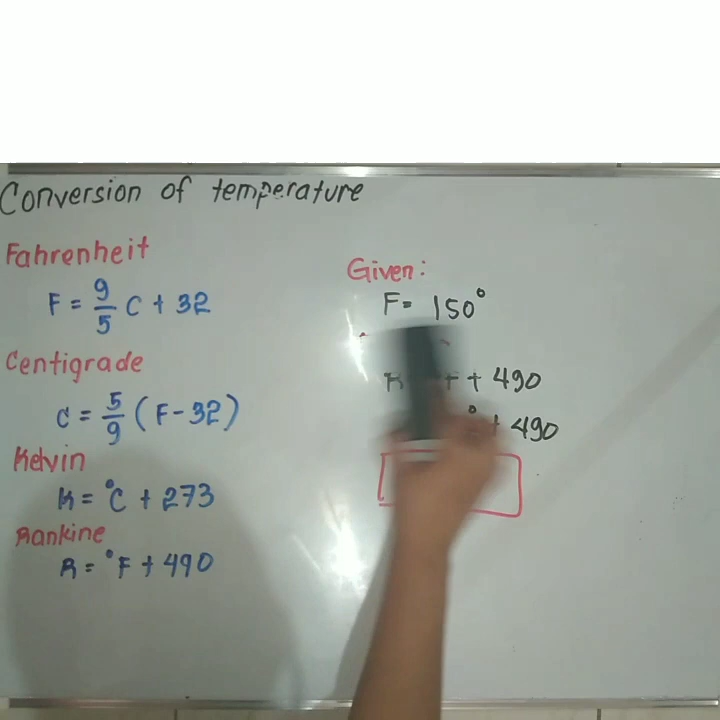 Conversion of temperature
Fahrenheit
F = 9/5 C + 32
Centigrade
C = 5/9 (F - 32)
Kelvin
K = °C + 273
Rankine
R = °F + 490
Given:
F = 150°
R F + 490
° + 490